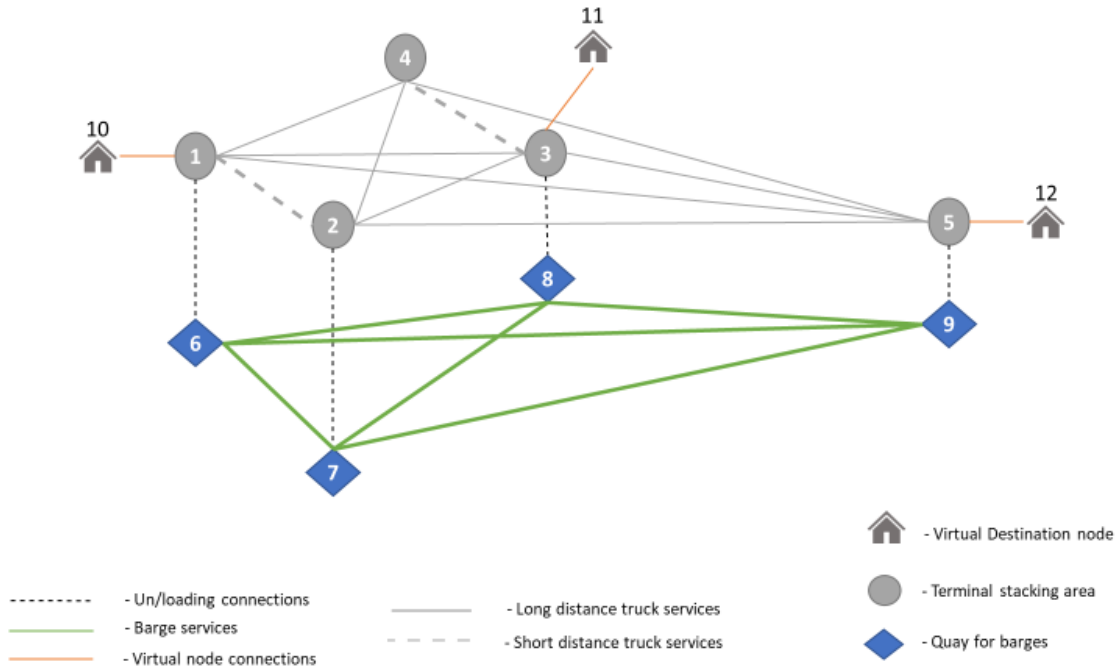 11
4
10
1
3
12
2
5
8
6
9
7
- Virtual Destination node
- Un/loading connections
- Long distance truck services
- Terminal stacking area
- Barge services
- Short distance truck services
- Quay for barges
- Virtual node connections